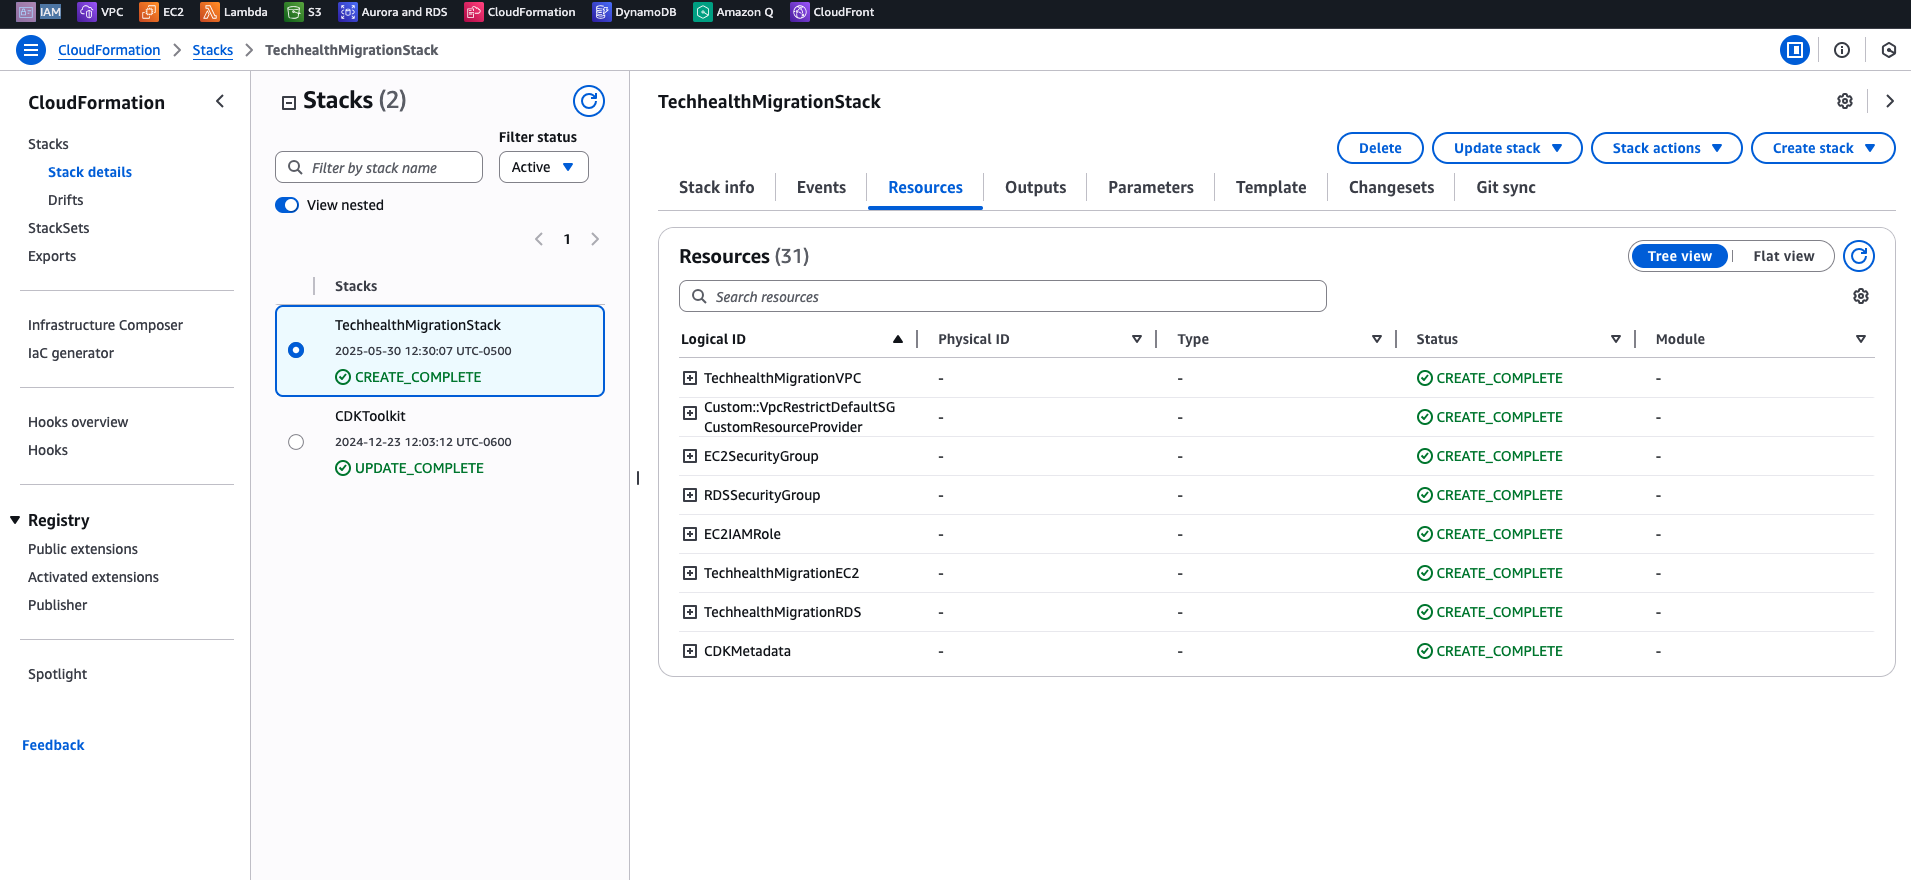 IAM VPC EC2 Lambda S3 Aurora and RDS CloudFormation DynamoDB Amazon Q CloudFront
CloudFormation Stacks TechhealthMigrationStack
CloudFormation
Stacks
Stack details
Drifts
StackSets
Exports
Infrastructure Composer
IaC generator
Hooks overview
Hooks
Registry
Public extensions
Activated extensions
Publisher
Spotlight
Feedback
Stacks (2)
Filter status
Filter by stack name
Active
View nested
1
Stacks
TechhealthMigrationStack
2025-05-30 12:30:07 UTC-0500
CREATE_COMPLETE
CDKToolkit
2024-12-23 12:03:12 UTC-0600
UPDATE_COMPLETE
TechhealthMigrationStack
Delete Update stack Stack actions Create stack
Stack info Events Resources Outputs Parameters Template Changesets Git sync
Resources (31)
Tree view Flat view
Search resources
Logical ID Physical ID Type Status Module
TechhealthMigrationVPC - - CREATE_COMPLETE -
Custom::VpcRestrictDefaultSG
CustomResourceProvider - - CREATE_COMPLETE -
EC2SecurityGroup - - CREATE_COMPLETE -
RDSSecurityGroup - - CREATE_COMPLETE -
EC2IAMRole - - CREATE_COMPLETE -
TechhealthMigrationEC2 - - CREATE_COMPLETE -
TechhealthMigrationRDS - - CREATE_COMPLETE -
CDKMetadata - - CREATE_COMPLETE -